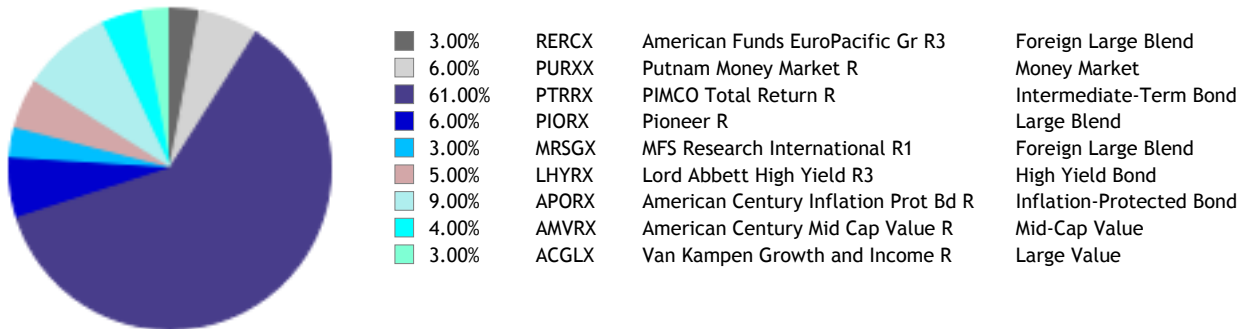 3.00% RERCX American Funds EuroPacific Gr R3 Foreign Large Blend
6.00% PURXX Putnam Money Market R Money Market
61.00% PTRRX PIMCO Total Return R Intermediate-Term Bond
6.00% PIORX Pioneer R Large Blend
3.00% MRSGX MFS Research International R1 Foreign Large Blend
5.00% LHYRX Lord Abbett High Yield R3 High Yield Bond
9.00% APORX American Century Inflation Prot Bd R Inflation-Protected Bond
4.00% AMVRX American Century Mid Cap Value R Mid-Cap Value
3.00% ACGLX Van Kampen Growth and Income R Large Value